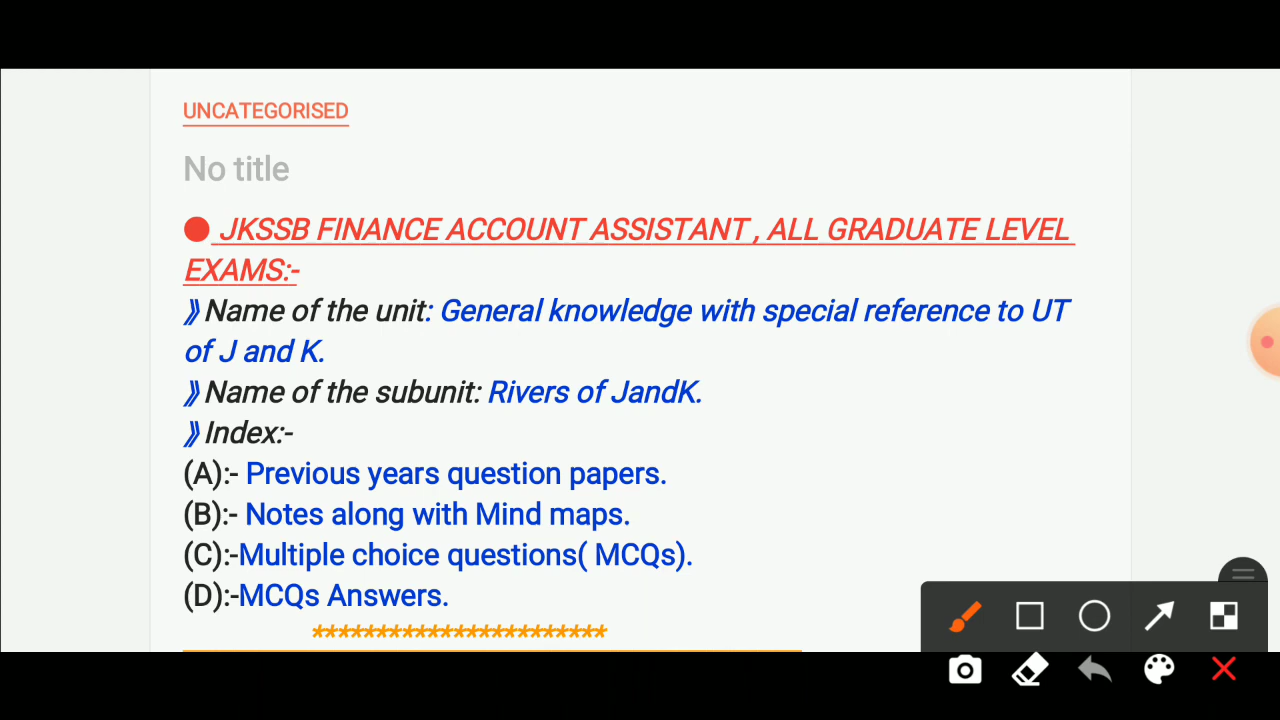 UNCATEGORISED
No title
JKSSB FINANCE ACCOUNT ASSISTANT , ALL GRADUATE LEVEL
EXAMS:-
》Name of the unit: General knowledge with special reference to UT
of J and K.
》Name of the subunit: Rivers of JandK.
》Index:-
(A):- Previous years question papers.
(B):- Notes along with Mind maps.
(C):-Multiple choice questions( MCQs).
(D):-MCQs Answers.
***********************